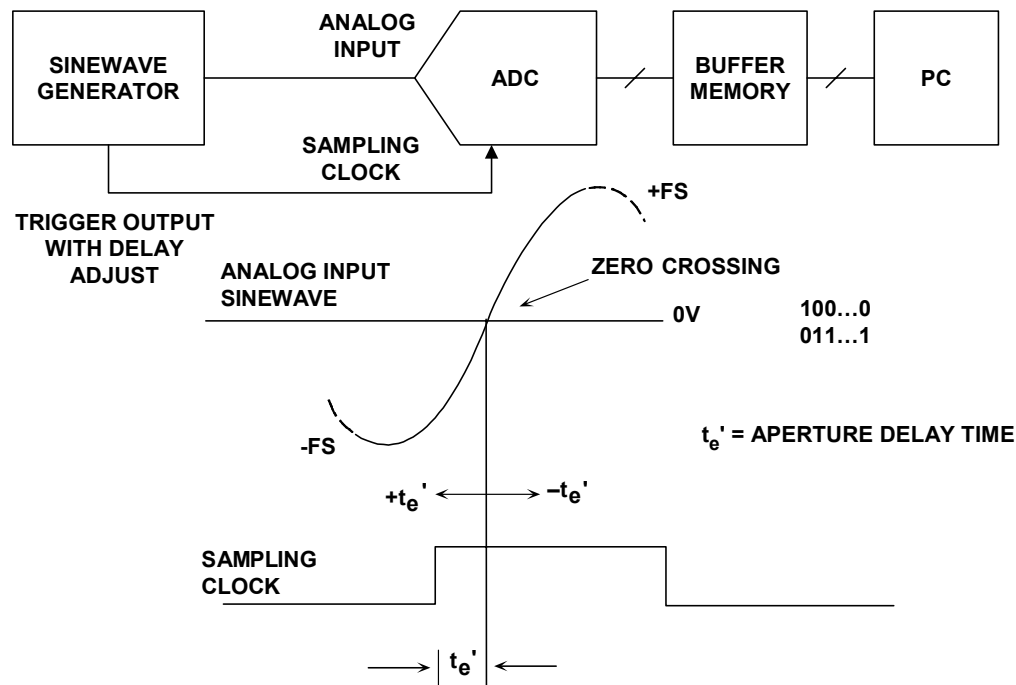 ANALOG
INPUT
SINEWAVE
GENERATOR
ADC
BUFFER
MEMORY
PC
SAMPLING
CLOCK
TRIGGER OUTPUT
WITH DELAY
ADJUST
+FS
ANALOG INPUT
SINEWAVE
ZERO CROSSING
0V
100...0
011...1
-FS
te' = APERTURE DELAY TIME
+te'
–te'
SAMPLING
CLOCK
te'